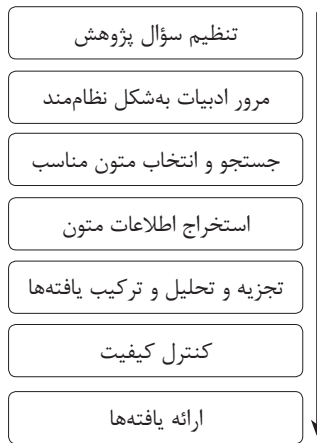 تنظیم سؤال پژوهش
مرور ادبیات به‌شکل نظام‌مند
جستجو و انتخاب متون مناسب
استخراج اطلاعات متون
تجزیه و تحلیل و ترکیب یافته‌ها
کنترل کیفیت
ارائه یافته‌ها